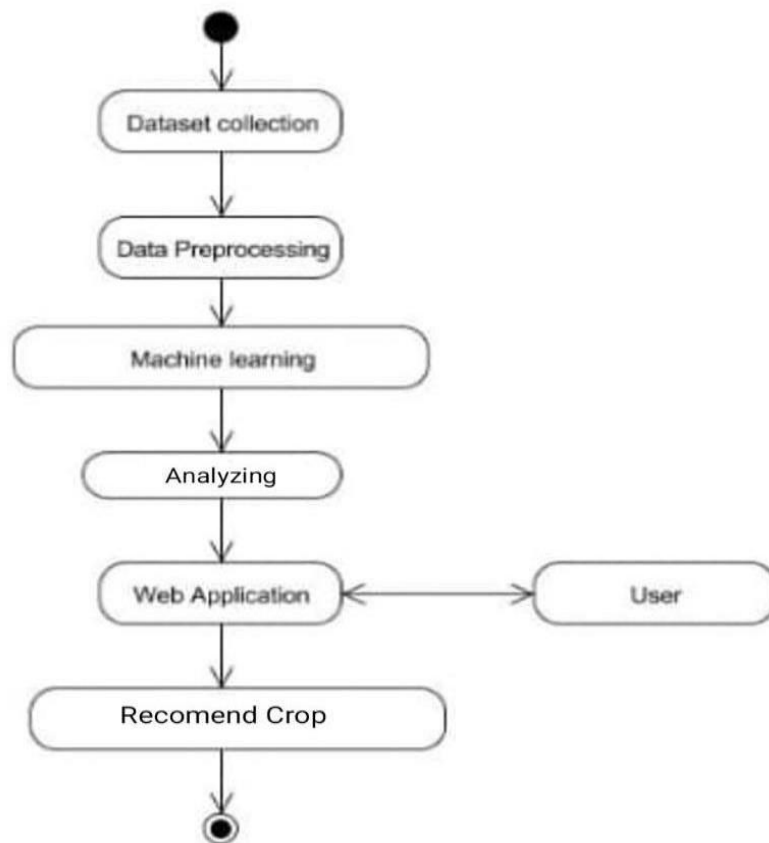 Dataset collection
Data Preprocessing
Machine learning
Analyzing
Web Application
User
Recomend Crop